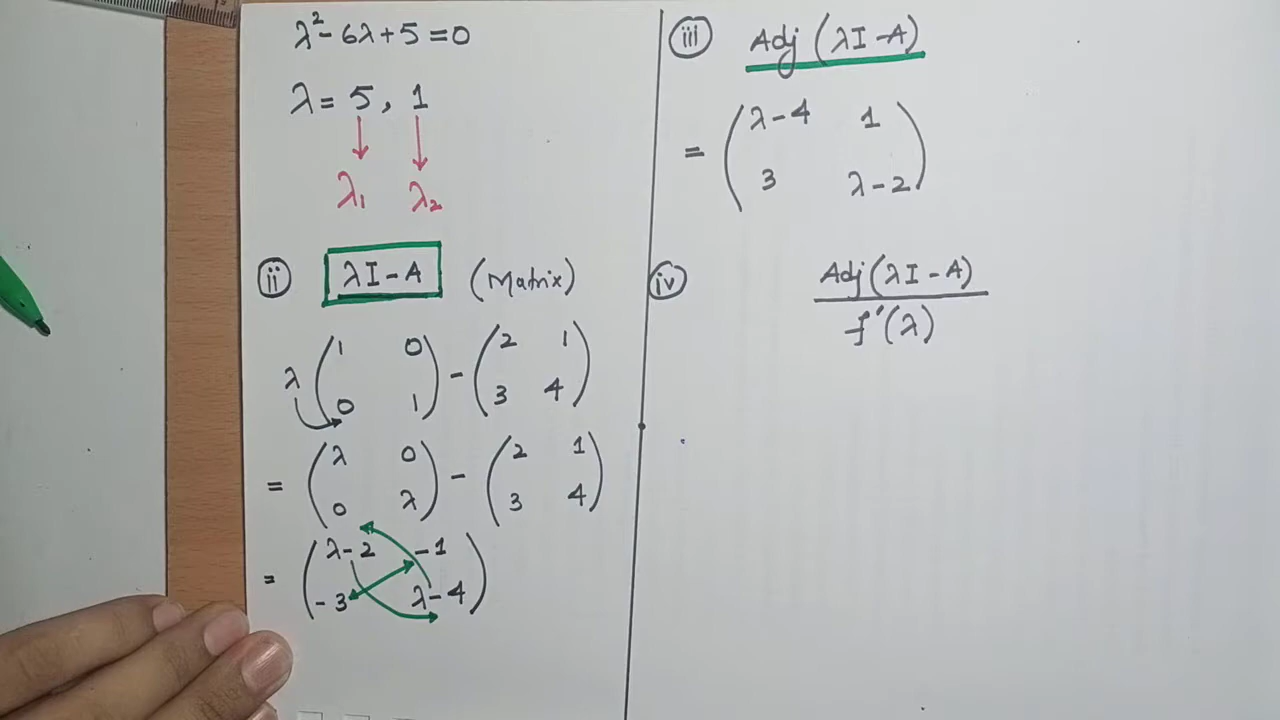 λ² - 6λ + 5 = 0
λ = 5, 1
λ₁ λ₂
(ii) λI - A (Matrix)
λ ( 1 0 ) - ( 2 1 )
( 0 1 ) ( 3 4 )
= ( λ 0 ) - ( 2 1 )
( 0 λ ) ( 3 4 )
= ( λ-2 -1 )
( -3 λ-4 )
(iii) Adj (λI - A)
= ( λ-4 1 )
( 3 λ-2 )
(iv) Adj (λI - A)
f'(λ)